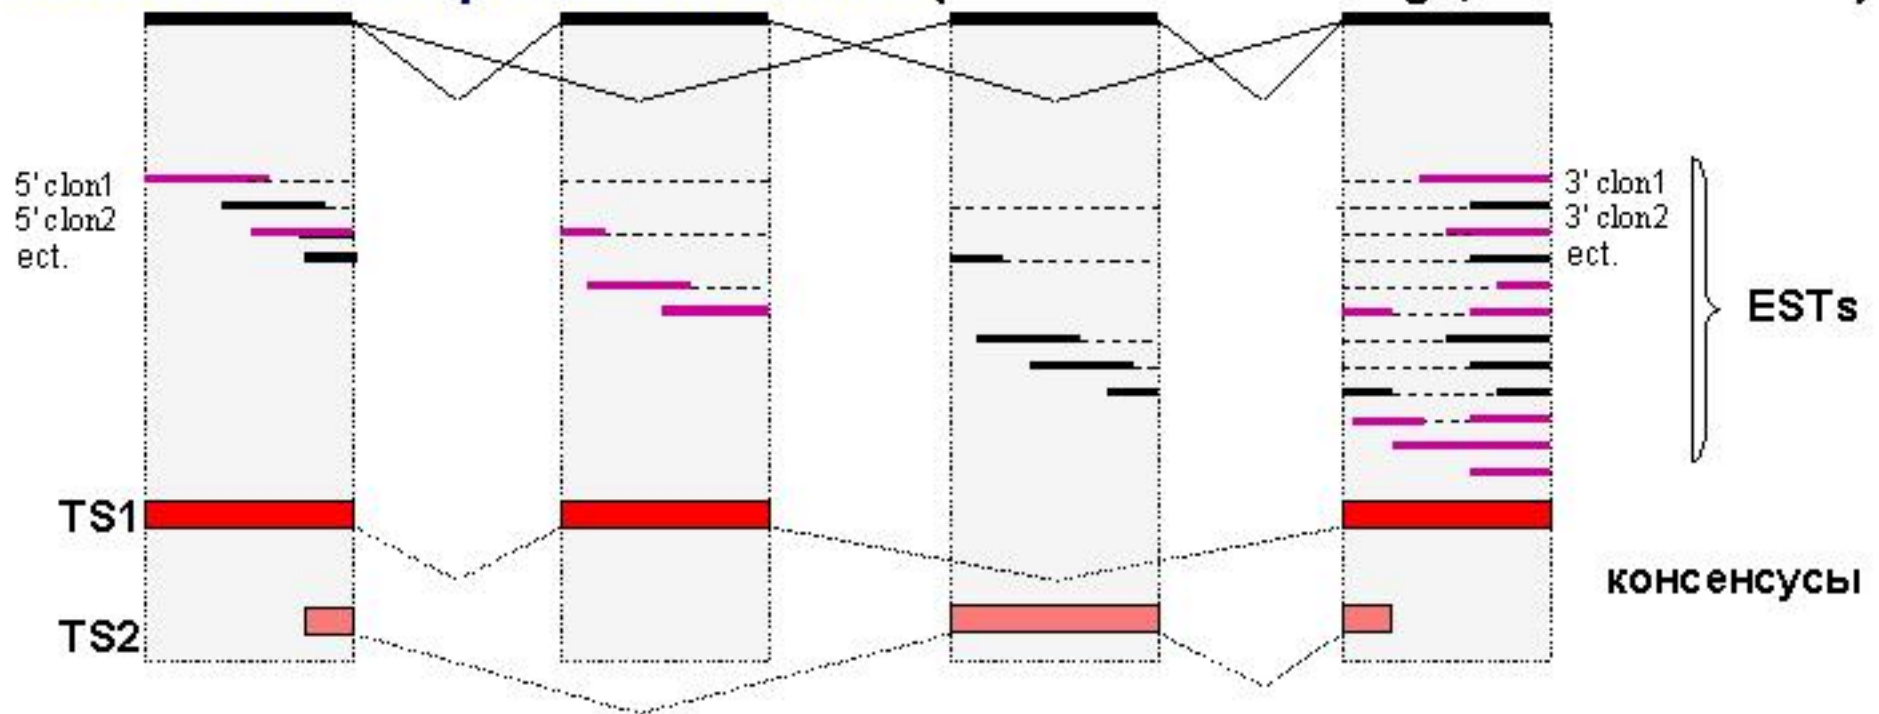 5' clon1
5' clon2
ect.
3' clon1
3' clon2
ect.
ESTs
TS1
консенсусы
TS2